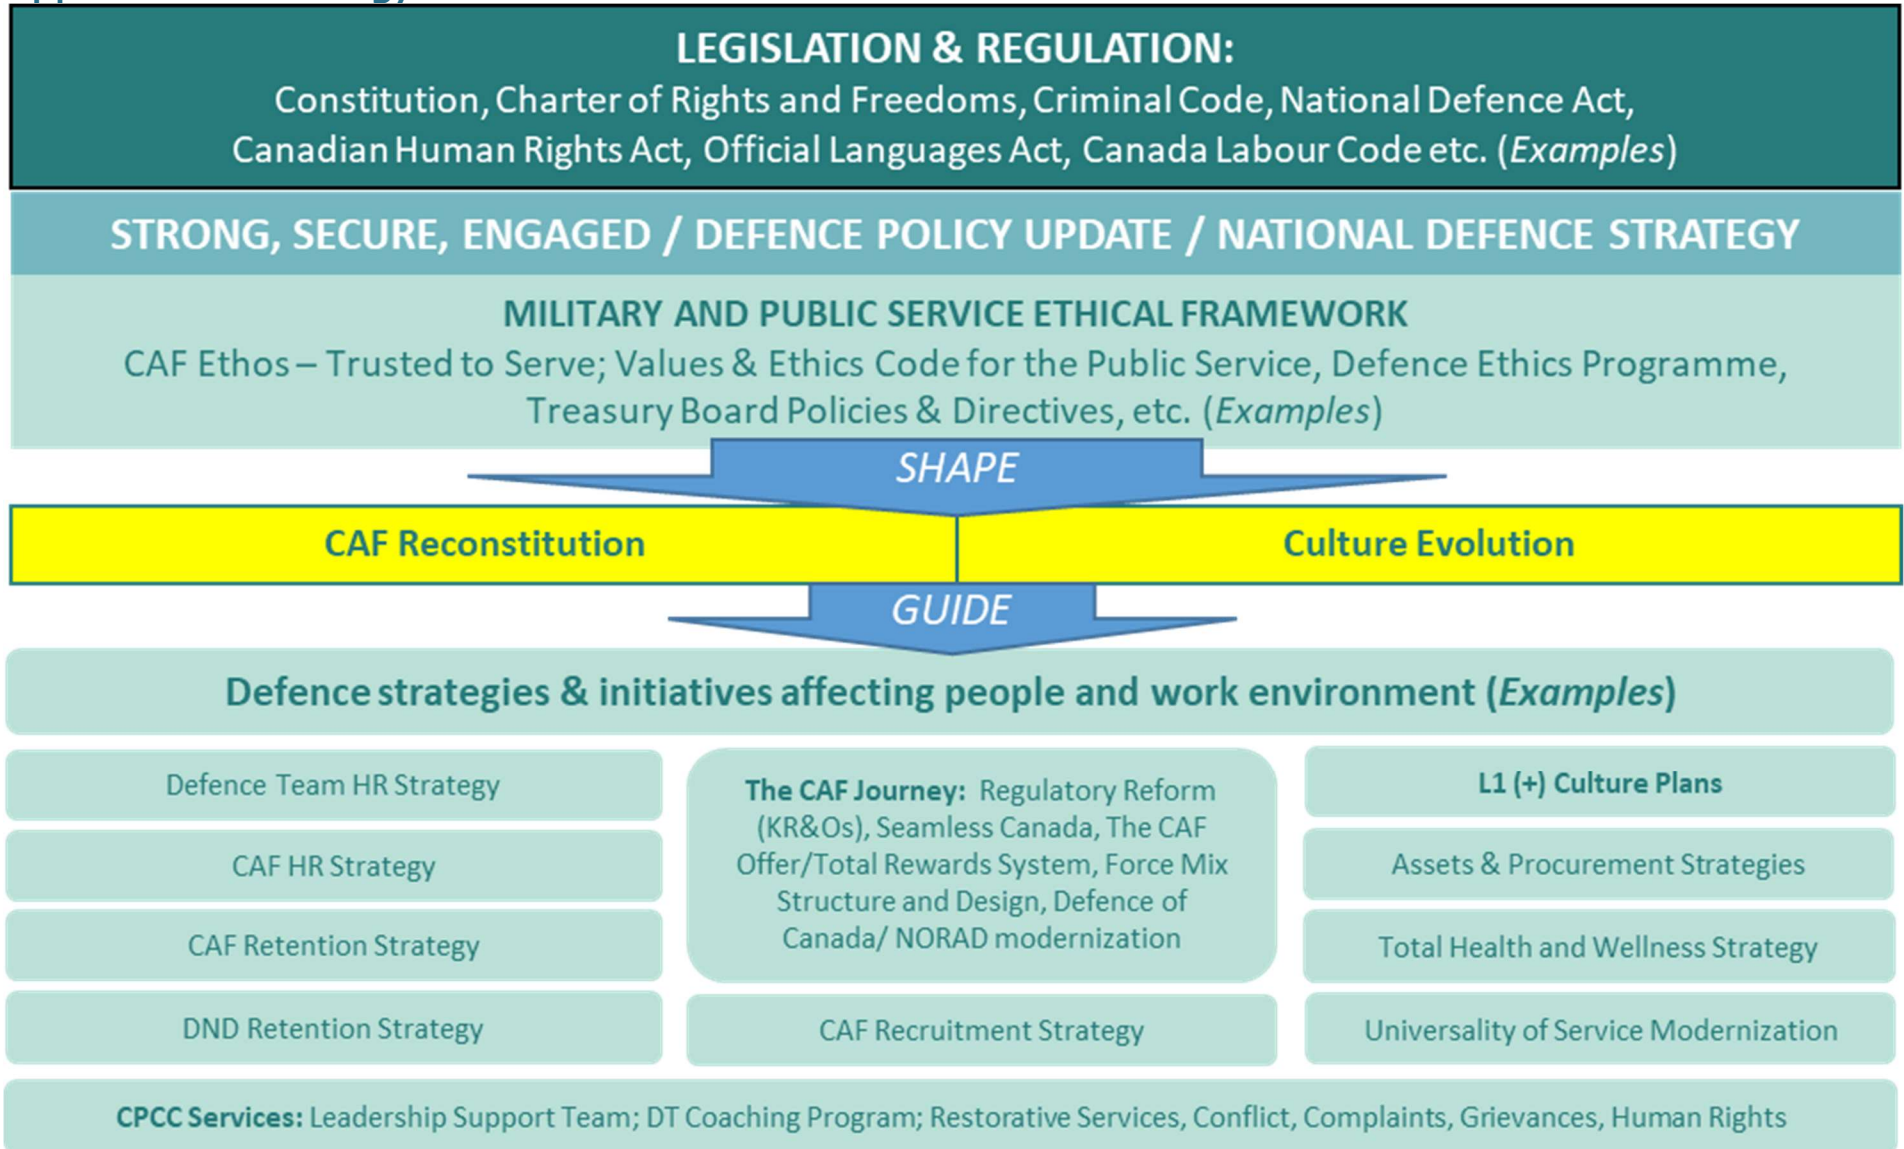 LEGISLATION & REGULATION:
Constitution, Charter of Rights and Freedoms, Criminal Code, National Defence Act,
Canadian Human Rights Act, Official Languages Act, Canada Labour Code etc. (Examples)
STRONG, SECURE, ENGAGED / DEFENCE POLICY UPDATE / NATIONAL DEFENCE STRATEGY
MILITARY AND PUBLIC SERVICE ETHICAL FRAMEWORK
CAF Ethos – Trusted to Serve; Values & Ethics Code for the Public Service, Defence Ethics Programme,
Treasury Board Policies & Directives, etc. (Examples)
SHAPE
CAF Reconstitution
Culture Evolution
GUIDE
Defence strategies & initiatives affecting people and work environment (Examples)
Defence Team HR Strategy
CAF HR Strategy
CAF Retention Strategy
DND Retention Strategy
The CAF Journey: Regulatory Reform
(KR&Os), Seamless Canada, The CAF
Offer/Total Rewards System, Force Mix
Structure and Design, Defence of
Canada/ NORAD modernization
CAF Recruitment Strategy
L1 (+) Culture Plans
Assets & Procurement Strategies
Total Health and Wellness Strategy
Universality of Service Modernization
CPCC Services: Leadership Support Team; DT Coaching Program; Restorative Services, Conflict, Complaints, Grievances, Human Rights